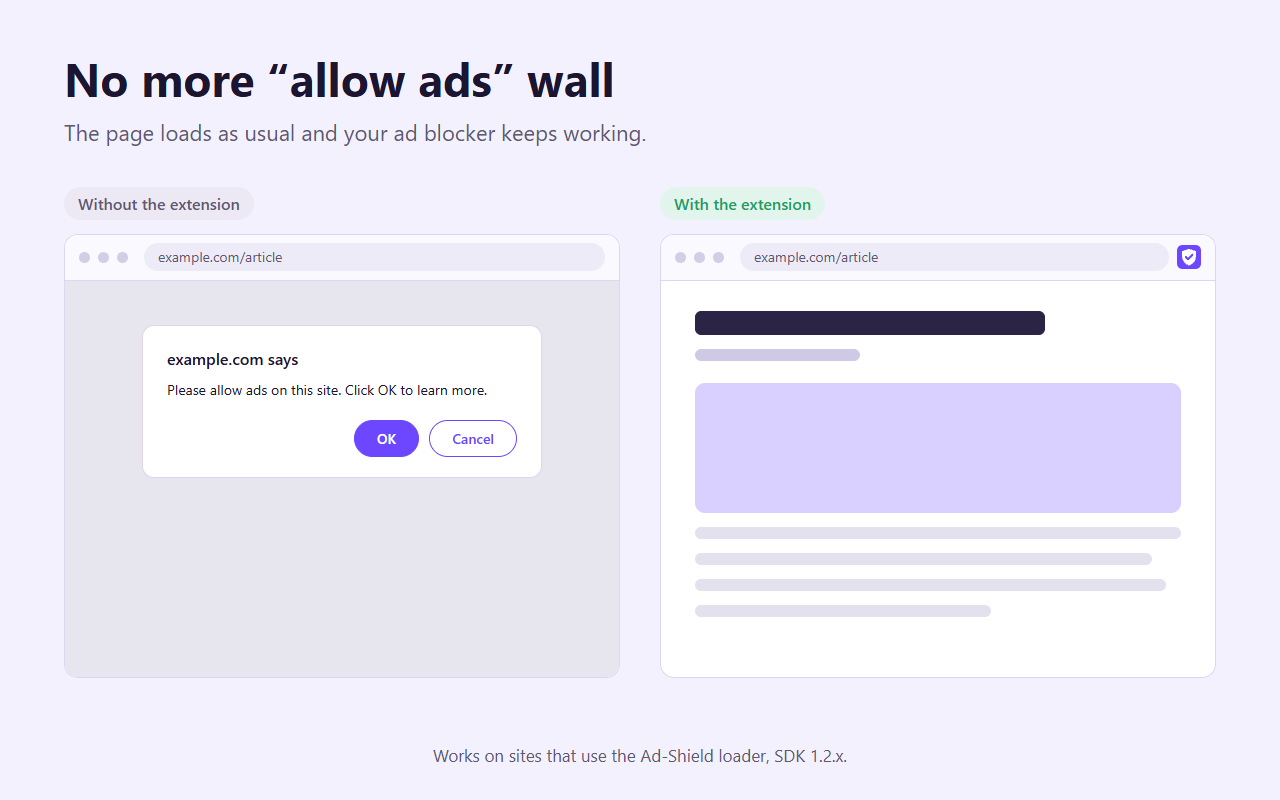 No more “allow ads” wall
The page loads as usual and your ad blocker keeps working.
Without the extension
example.com/article
example.com says
Please allow ads on this site. Click OK to learn more.
OK
Cancel
With the extension
example.com/article
Works on sites that use the Ad-Shield loader, SDK 1.2.x.